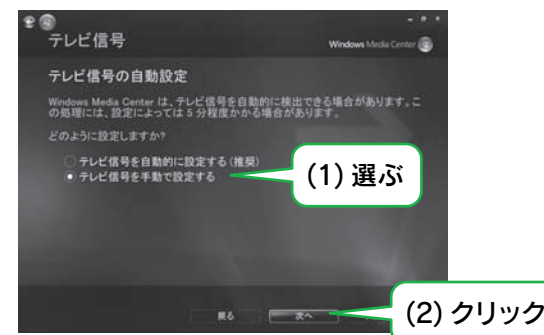 テレビ信号
Windows Media Center
テレビ信号の自動設定
Windows Media Center は、テレビ信号を自動的に検出できる場合があります。こ
の処理には、設定によっては 5 分程度かかる場合があります。
どのように設定しますか?
テレビ信号を自動的に設定する (推奨)
テレビ信号を手動で設定する
(1) 選ぶ
戻る
次へ
(2) クリック